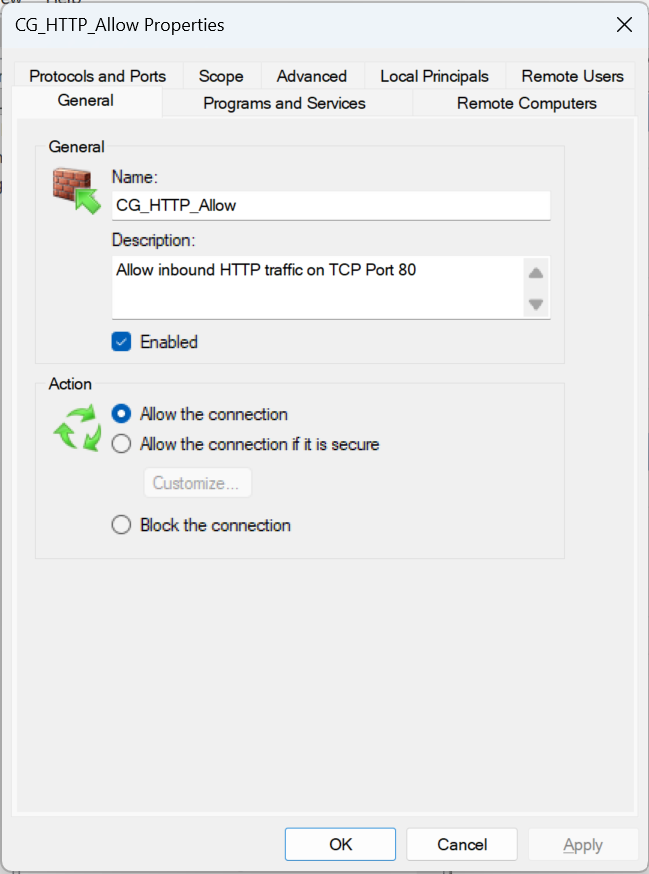 CG_HTTP_Allow Properties
Protocols and Ports
Scope
Advanced
Local Principals
Remote Users
General
Programs and Services
Remote Computers
General
Name:
CG_HTTP_Allow
Description:
Allow inbound HTTP traffic on TCP Port 80
Enabled
Action
Allow the connection
Allow the connection if it is secure
Customize...
Block the connection
OK
Cancel
Apply